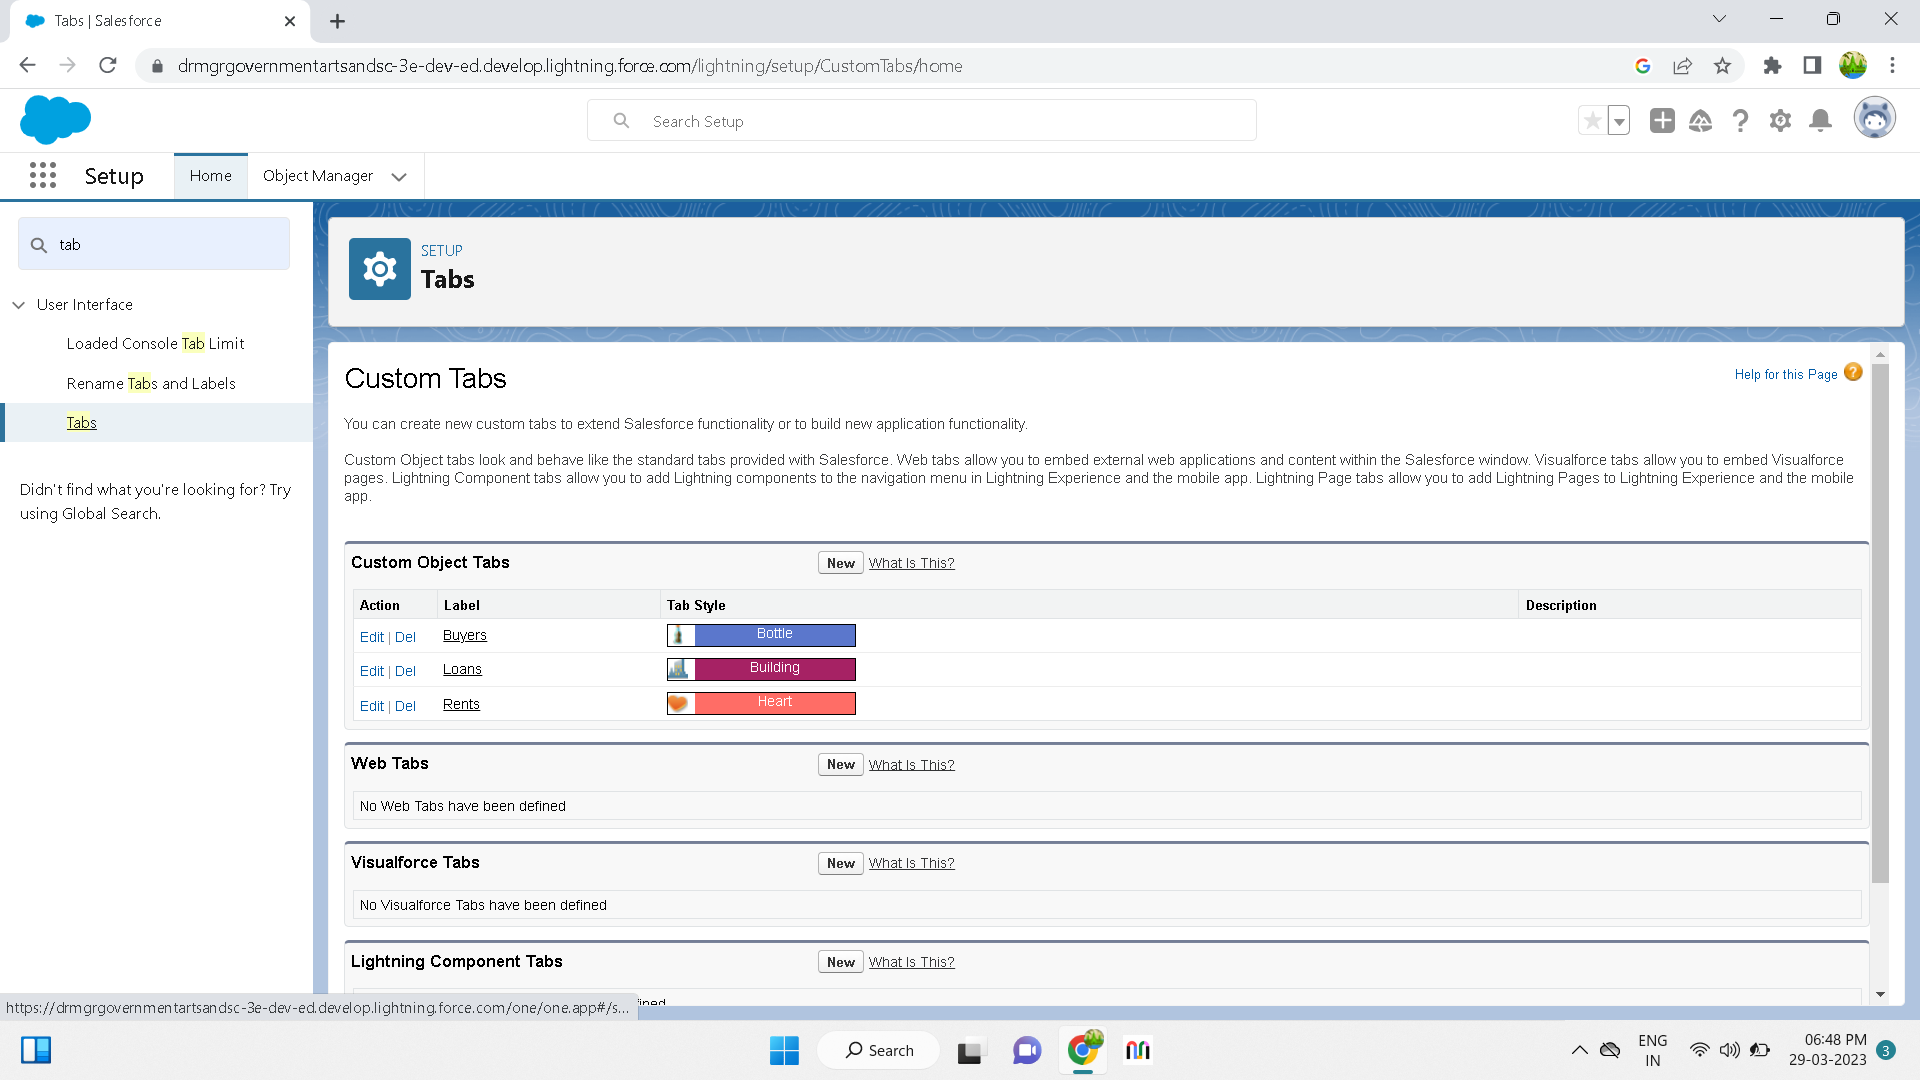 Tabs | Salesforce
drmgrgovernmentartsandsc-3e-dev-ed.develop.lightning.force.com/lightning/setup/CustomTabs/home
Search Setup
Setup
Home
Object Manager
tab
User Interface
Loaded Console Tab Limit
Rename Tabs and Labels
Tabs
Didn't find what you're looking for? Try
using Global Search.
SETUP
Tabs
Custom Tabs
Help for this Page
You can create new custom tabs to extend Salesforce functionality or to build new application functionality.
Custom Object tabs look and behave like the standard tabs provided with Salesforce. Web tabs allow you to embed external web applications and content within the Salesforce window. Visualforce tabs allow you to embed Visualforce
pages. Lightning Component tabs allow you to add Lightning components to the navigation menu in Lightning Experience and the mobile app. Lightning Page tabs allow you to add Lightning Pages to Lightning Experience and the mobile
app.
Custom Object Tabs New What Is This?
Action Label Tab Style Description
Edit | Del Buyers Bottle
Edit | Del Loans Building
Edit | Del Rents Heart
Web Tabs New What Is This?
No Web Tabs have been defined
Visualforce Tabs New What Is This?
No Visualforce Tabs have been defined
Lightning Component Tabs New What Is This?
https://drmgrgovernmentartsandsc-3e-dev-ed.develop.lightning.force.com/one/one.app#/s...
Search
ENG
IN
06:48 PM
29-03-2023
3